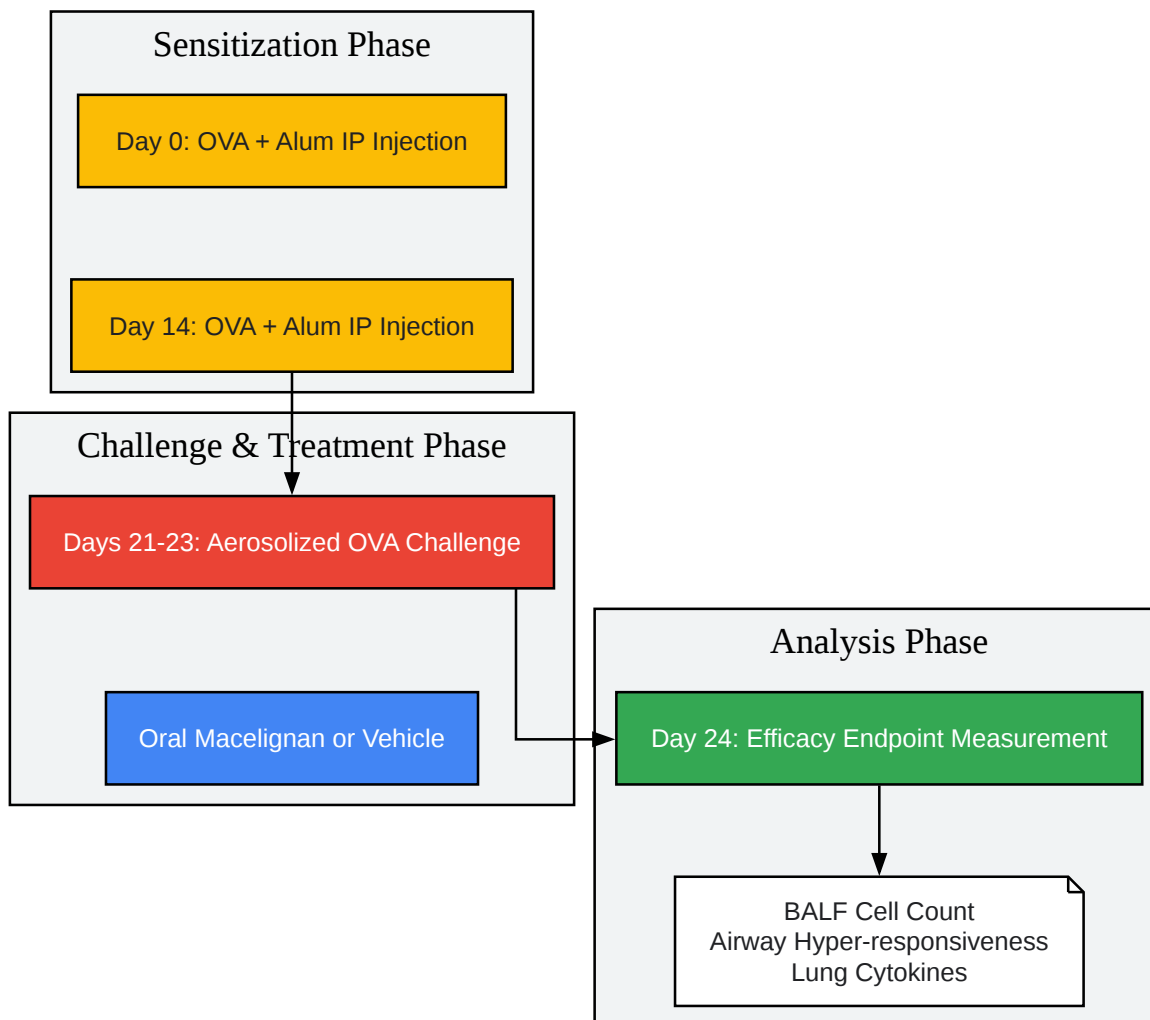 Sensitization Phase
Day 0: OVA + Alum IP Injection
Day 14: OVA + Alum IP Injection
Challenge & Treatment Phase
Days 21-23: Aerosolized OVA Challenge
Oral Macelignan or Vehicle
Analysis Phase
Day 24: Efficacy Endpoint Measurement
BALF Cell Count
Airway Hyper-responsiveness
Lung Cytokines